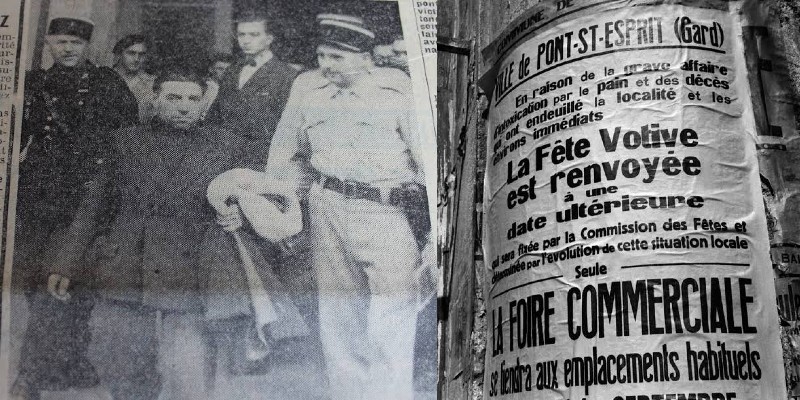 COMMUNE DE
VILLE de PONT-ST-ESPRIT (Gard)
En raison de la grave affaire
d'intoxication par le pain et des décès
qui ont endeuillé la localité et les
environs immédiats
La Fête Votive
est renvoyée
à une
date ultérieure
qui sera fixée par la Commission des Fêtes et
déterminée par l'évolution de cette situation locale
Seule
LA FOIRE COMMERCIALE
se tiendra aux emplacements habituels
SEPTEMBRE